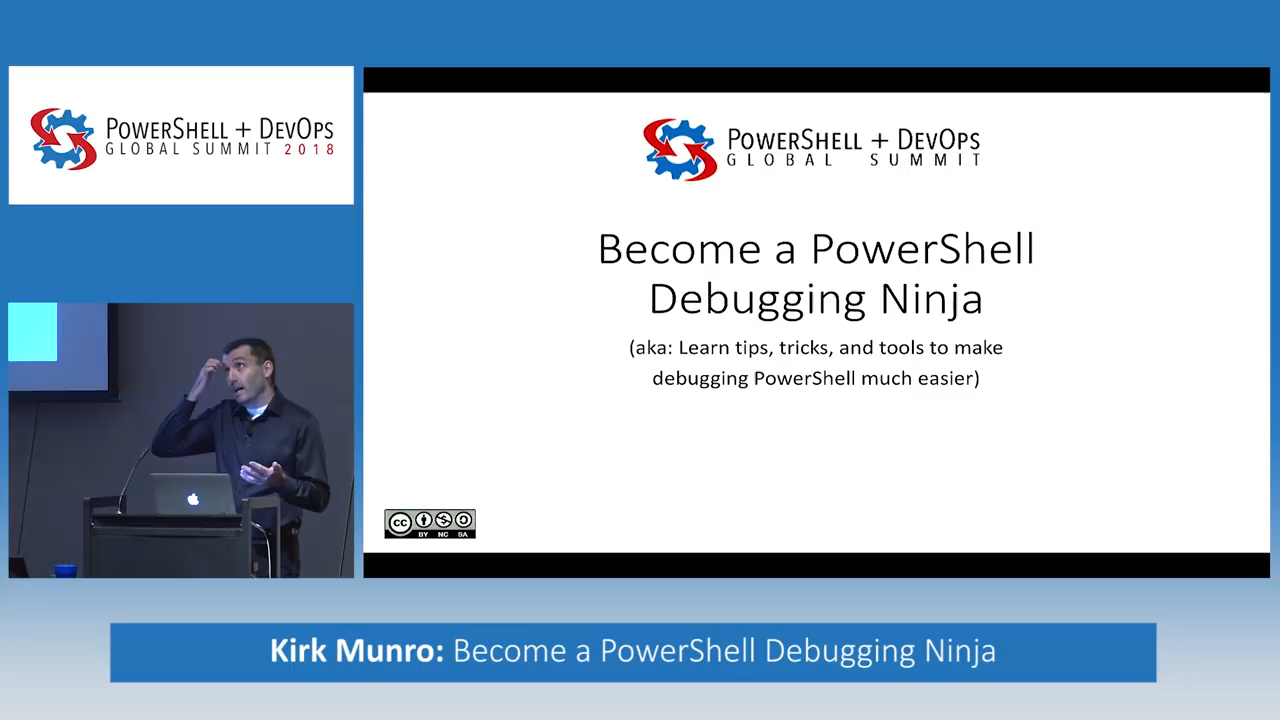 POWERSHELL + DEVOPS
GLOBAL SUMMIT 2018
POWERSHELL + DEVOPS
GLOBAL SUMMIT
Become a PowerShell
Debugging Ninja
(aka: Learn tips, tricks, and tools to make
debugging PowerShell much easier)
CC
BY NC SA
Kirk Munro: Become a PowerShell Debugging Ninja